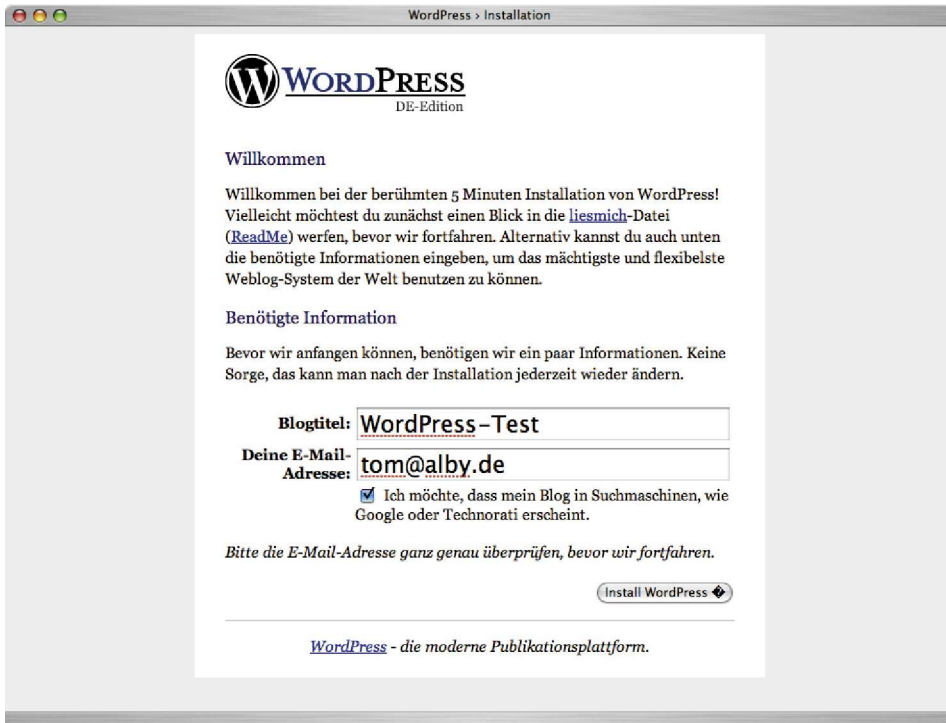 WordPress › Installation
WORDPRESS
DE-Edition
Willkommen
Willkommen bei der berühmten 5 Minuten Installation von WordPress!
Vielleicht möchtest du zunächst einen Blick in die liesmich-Datei
(ReadMe) werfen, bevor wir fortfahren. Alternativ kannst du auch unten
die benötigte Informationen eingeben, um das mächtigste und flexibelste
Weblog-System der Welt benutzen zu können.
Benötigte Information
Bevor wir anfangen können, benötigen wir ein paar Informationen. Keine
Sorge, das kann man nach der Installation jederzeit wieder ändern.
Blogtitel: WordPress-Test
Deine E-Mail-
Adresse: tom@alby.de
Ich möchte, dass mein Blog in Suchmaschinen, wie
Google oder Technorati erscheint.
Bitte die E-Mail-Adresse ganz genau überprüfen, bevor wir fortfahren.
Install WordPress �
WordPress - die moderne Publikationsplattform.